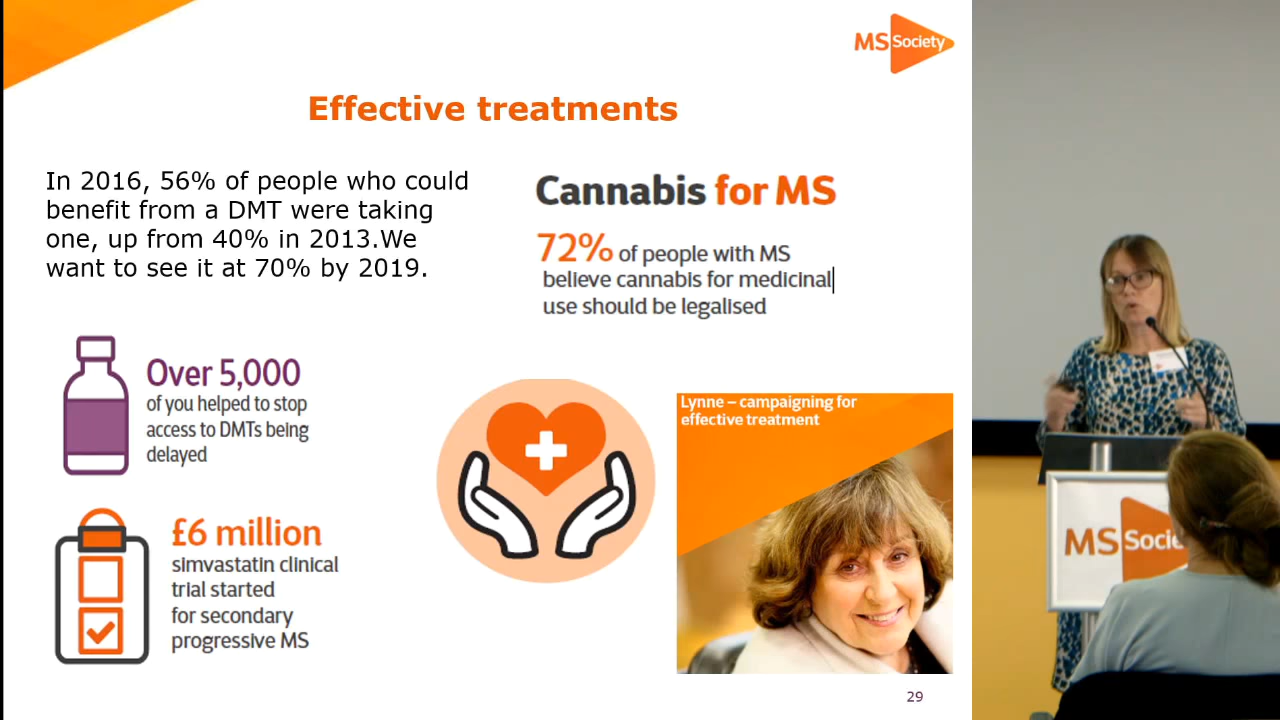 MS Society
Effective treatments
In 2016, 56% of people who could
benefit from a DMT were taking
one, up from 40% in 2013.We
want to see it at 70% by 2019.
Cannabis for MS
72% of people with MS
believe cannabis for medicinal
use should be legalised
Over 5,000
of you helped to stop
access to DMTs being
delayed
£6 million
simvastatin clinical
trial started
for secondary
progressive MS
Lynne – campaigning for
effective treatment
29
MS Socie